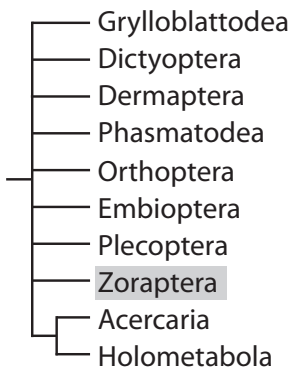 Grylloblattodea
Dictyoptera
Dermaptera
Phasmatodea
Orthoptera
Embioptera
Plecoptera
Zoraptera
Acercaria
Holometabola